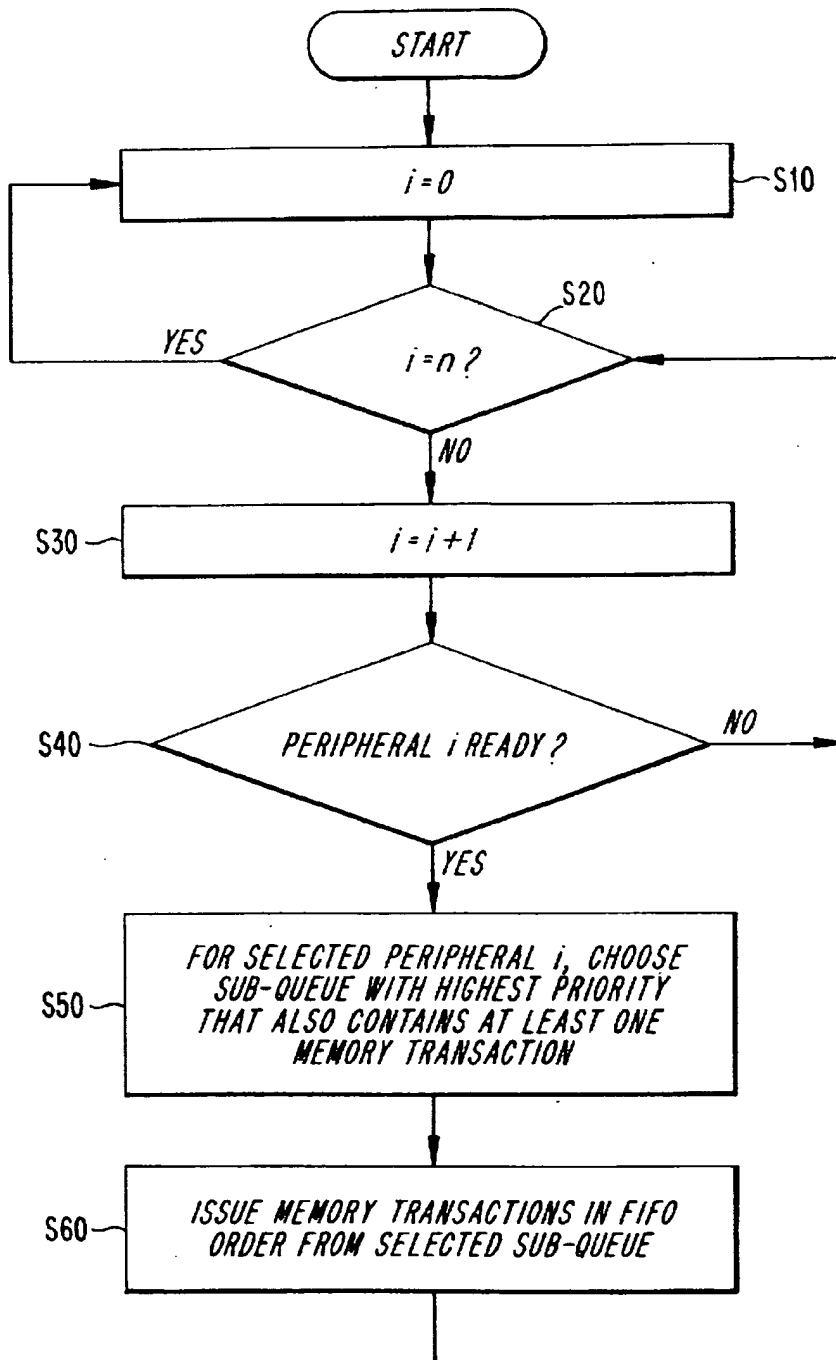 START
i=0
S10
S20
YES
i=n?
NO
S30
i=i+1
S40
PERIPHERAL i READY?
NO
YES
S50
FOR SELECTED PERIPHERAL i, CHOOSE
SUB-QUEUE WITH HIGHEST PRIORITY
THAT ALSO CONTAINS AT LEAST ONE
MEMORY TRANSACTION
S60
ISSUE MEMORY TRANSACTIONS IN FIFO
ORDER FROM SELECTED SUB-QUEUE